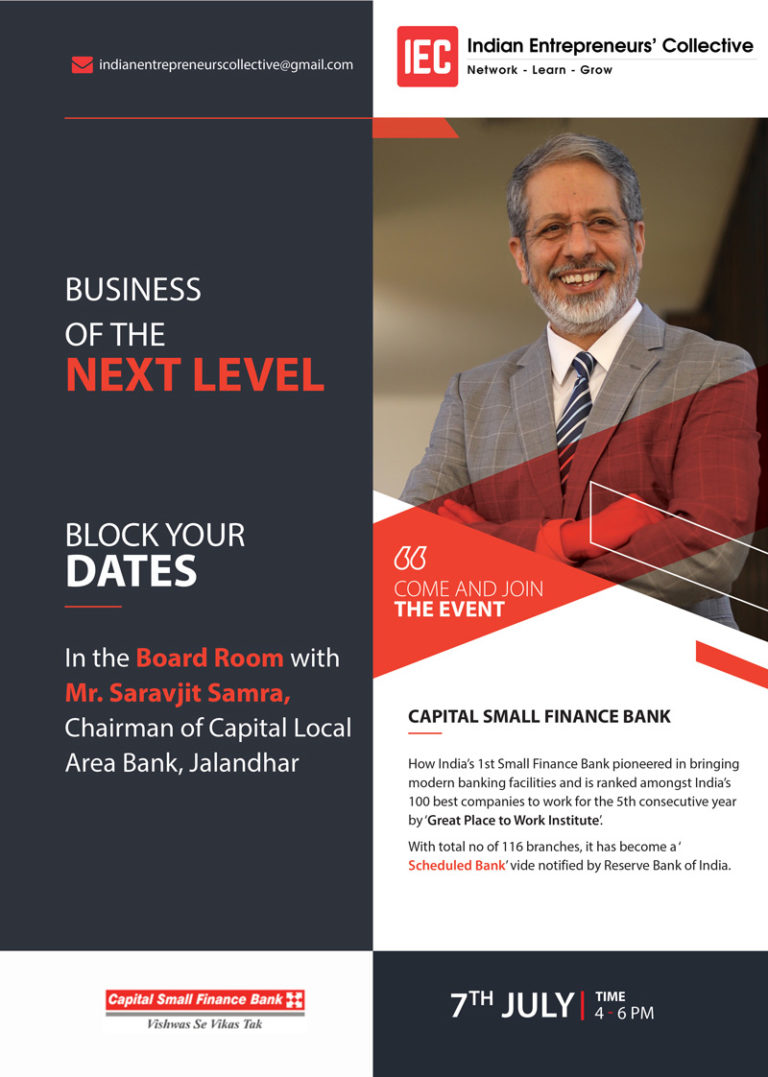 indianentrepreneurscollective@gmail.com
IEC
Indian Entrepreneurs’ Collective
Network - Learn - Grow
BUSINESS
OF THE
NEXT LEVEL
BLOCK YOUR
DATES
In the Board Room with
Mr. Saravjit Samra,
Chairman of Capital Local
Area Bank, Jalandhar
COME AND JOIN
THE EVENT
CAPITAL SMALL FINANCE BANK
How India’s 1st Small Finance Bank pioneered in bringing
modern banking facilities and is ranked amongst India’s
100 best companies to work for the 5th consecutive year
by ‘Great Place to Work Institute’.
With total no of 116 branches, it has become a ‘
Scheduled Bank’ vide notified by Reserve Bank of India.
Capital Small Finance Bank
Vishwas Se Vikas Tak
7TH JULY
TIME
4 - 6 PM